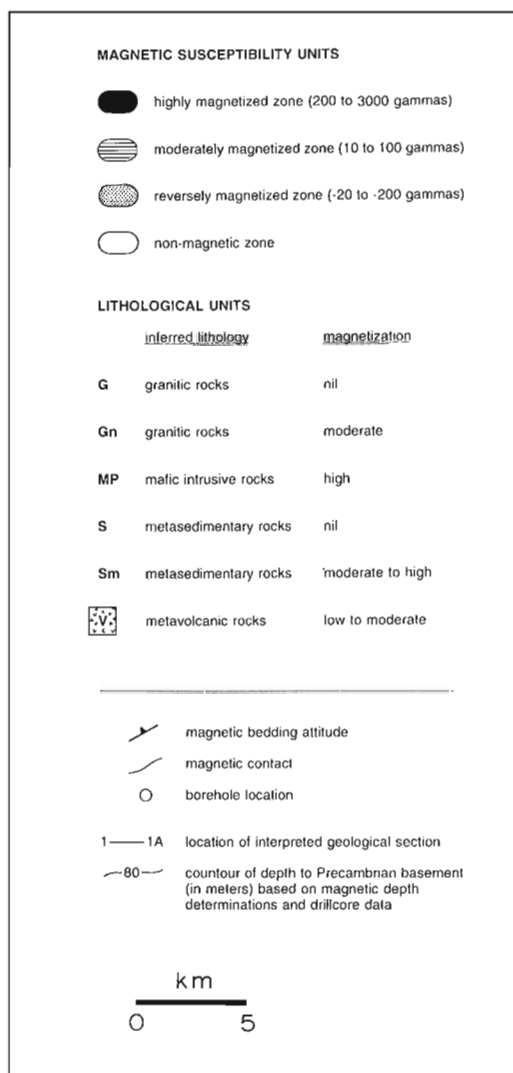 MAGNETIC SUSCEPTIBILITY UNITS
highly magnetized zone (200 to 3000 gammas)
moderately magnetized zone (10 to 100 gammas)
reversely magnetized zone (-20 to -200 gammas)
non-magnetic zone
LITHOLOGICAL UNITS
inferred lithology magnetization
G granitic rocks nil
Gn granitic rocks moderate
MP mafic intrusive rocks high
S metasedimentary rocks nil
Sm metasedimentary rocks moderate to high
V metavolcanic rocks low to moderate
magnetic bedding attitude
magnetic contact
borehole location
1 1A location of interpreted geological section
80 countour of depth to Precambrian basement
(in meters) based on magnetic depth
determinations and drillcore data
km
0 5